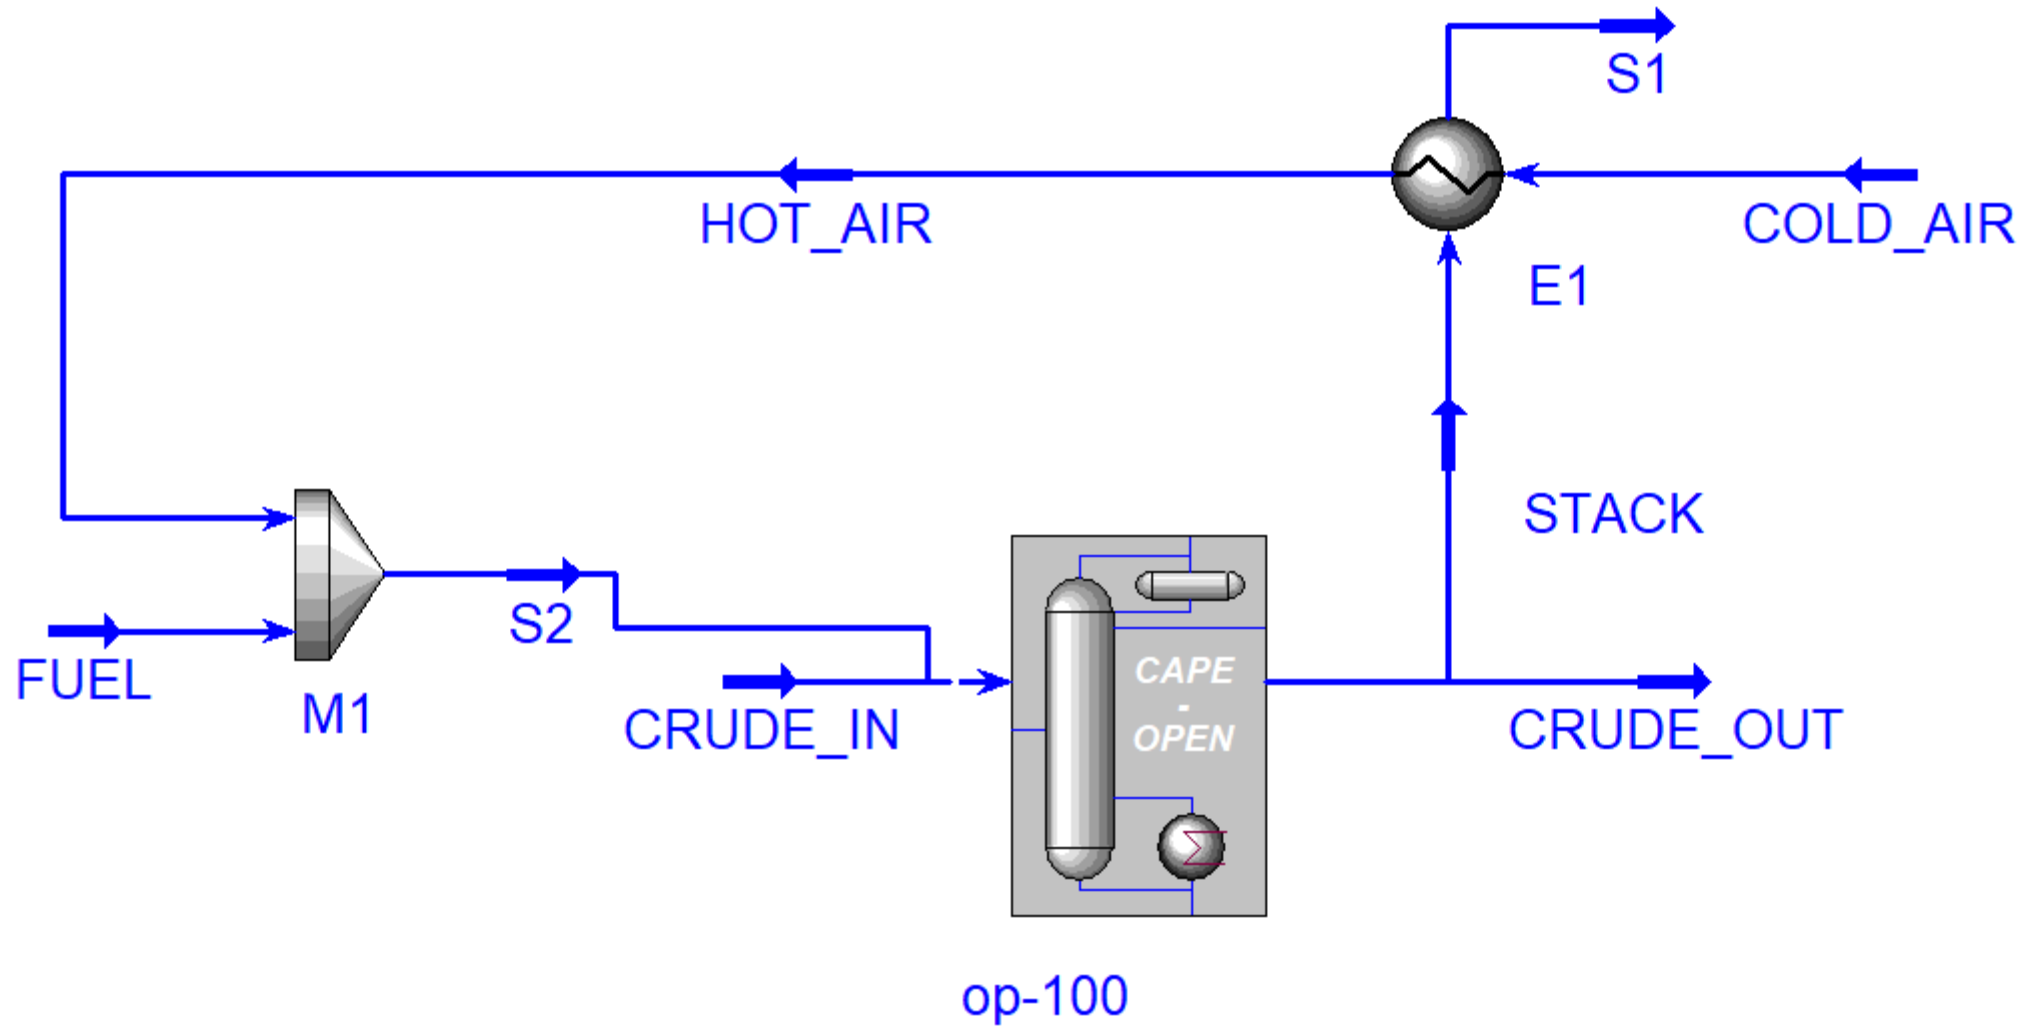 S1
HOT_AIR
COLD_AIR
E1
STACK
S2
FUEL
M1
CRUDE_IN
CAPE
-
OPEN
CRUDE_OUT
op-100